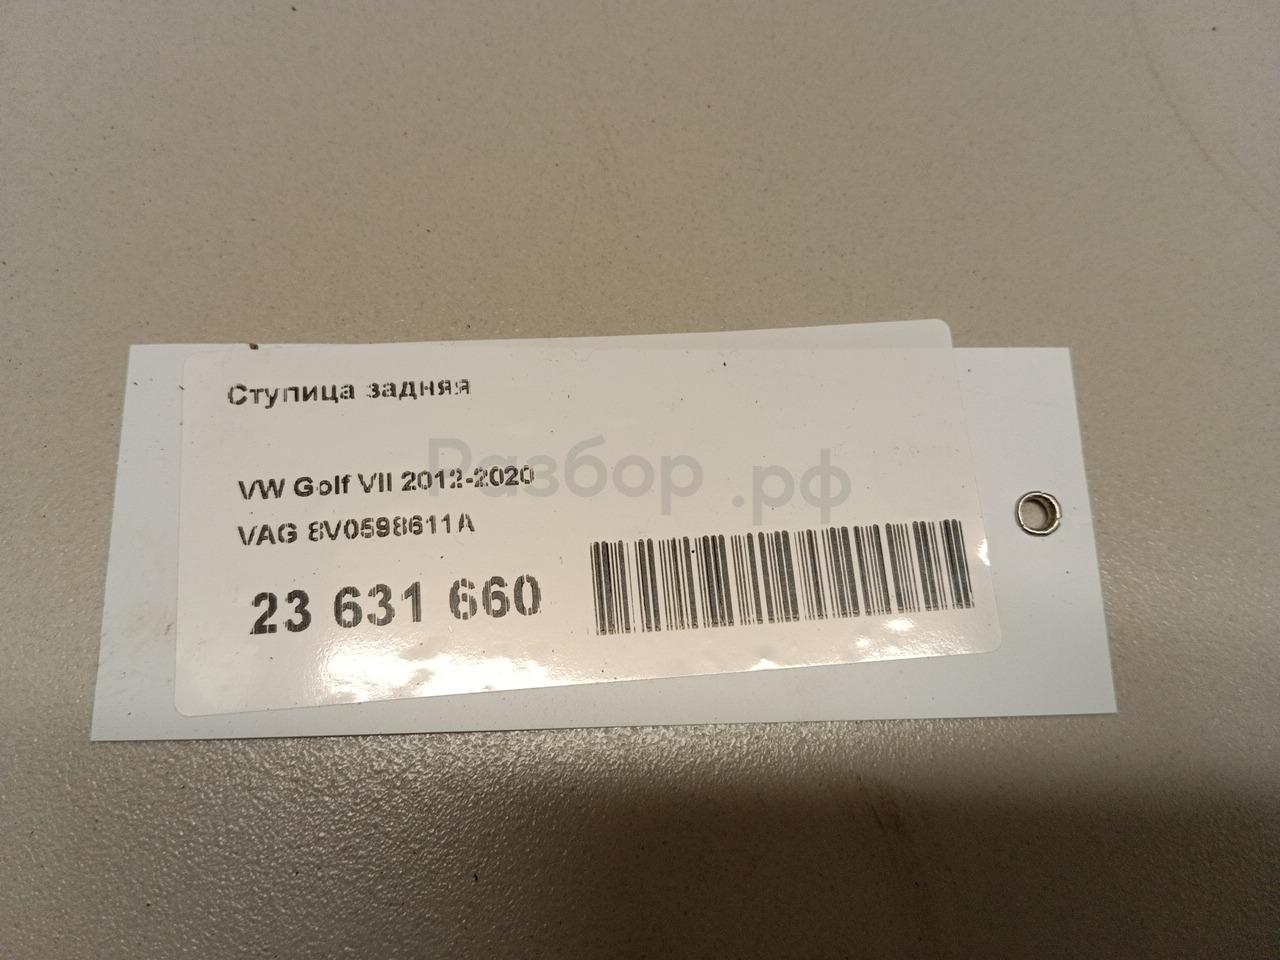 Ступица задняя
Разбор.рф
VW Golf VII 2012-2020
VAG 8V0598611A
23 631 660